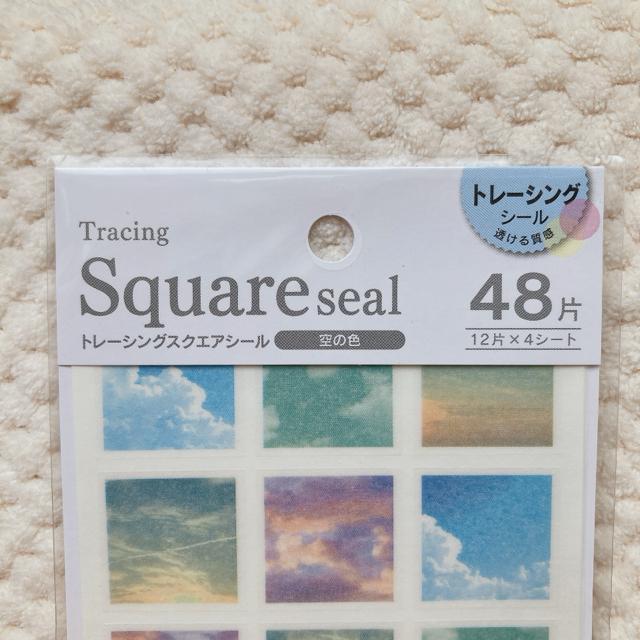 トレーシング
シール
透ける質感
Tracing
Square seal
48片
トレーシングスクエアシール 空の色
12片×4シート